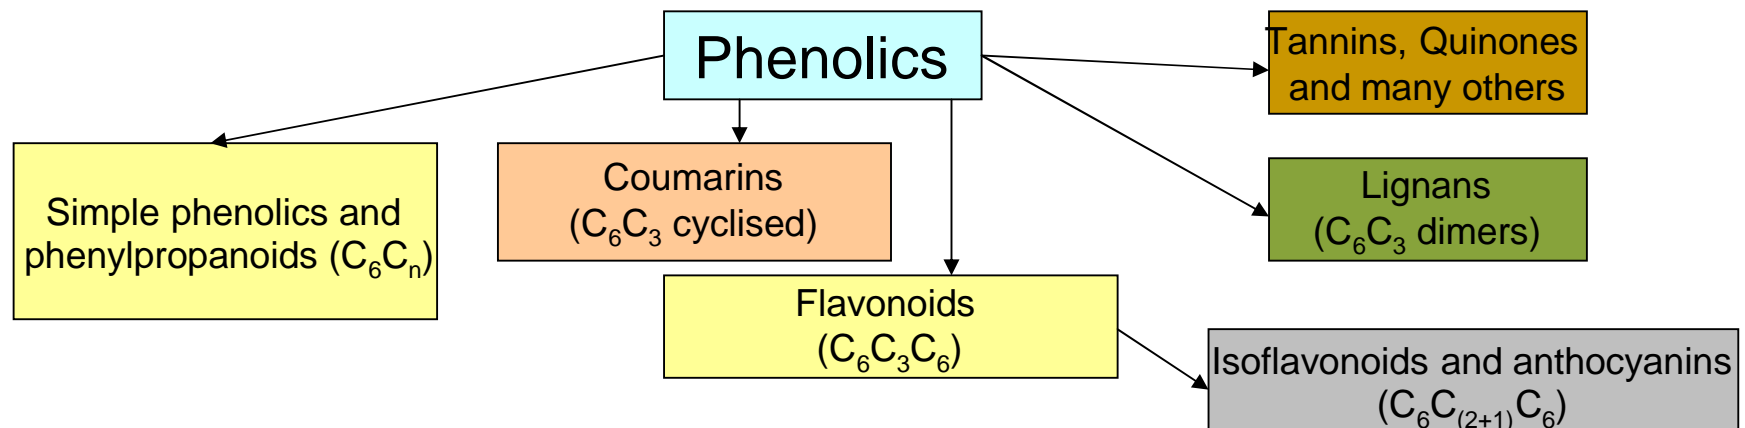 Phenolics
Tannins, Quinones
and many others
Simple phenolics and
phenylpropanoids (C₆Cₙ)
Coumarins
(C₆C₃ cyclised)
Lignans
(C₆C₃ dimers)
Flavonoids
(C₆C₃C₆)
Isoflavonoids and anthocyanins
(C₆C₍₂₊₁₎C₆)